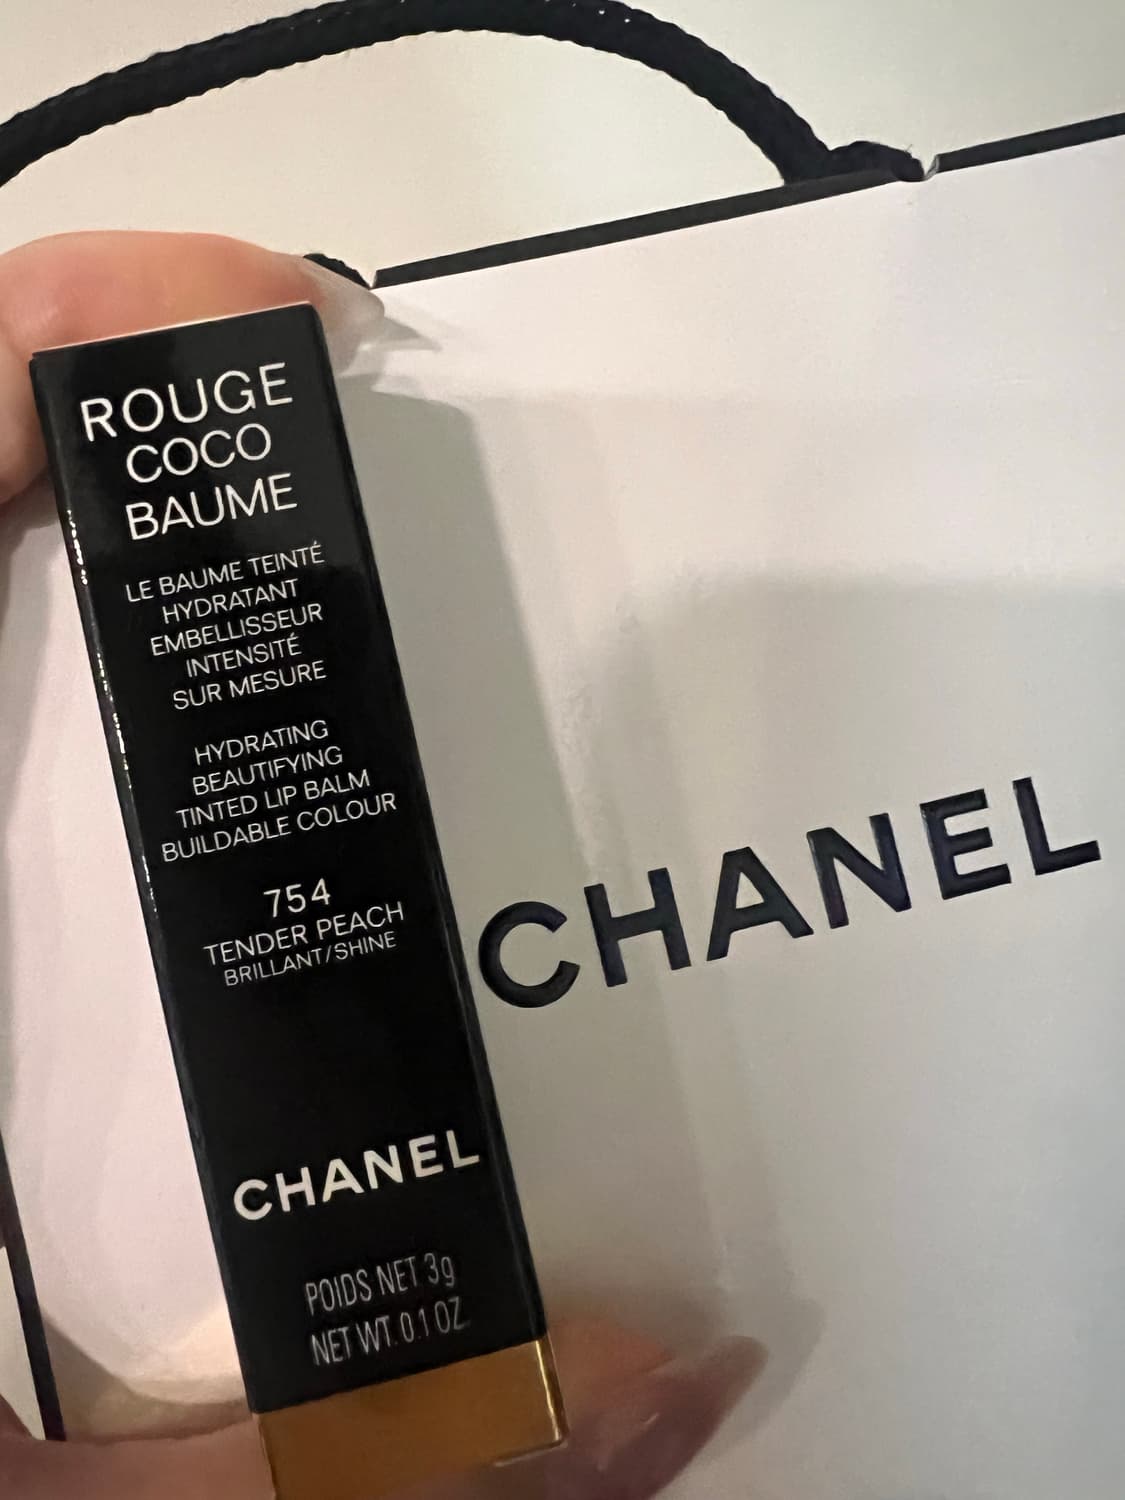 ROUGE
COCO
BAUME
LE BAUME TEINTÉ
HYDRATANT
EMBELLISSEUR
INTENSITÉ
SUR MESURE
HYDRATING
BEAUTIFYING
TINTED LIP BALM
BUILDABLE COLOUR
754
TENDER PEACH
BRILLANT/SHINE
CHANEL
POIDS NET 3g
NET WT. 0.1 OZ.
CHANEL